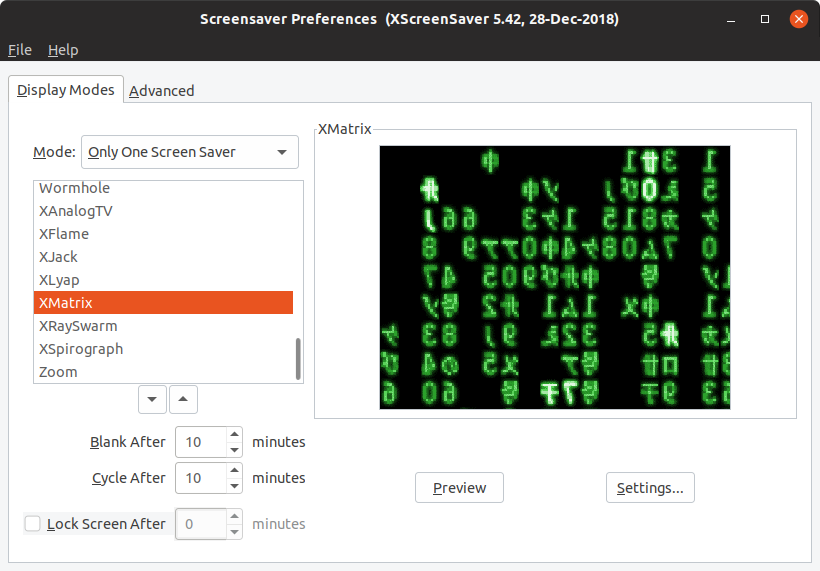 Screensaver Preferences (XScreenSaver 5.42, 28-Dec-2018)
File Help
Display Modes Advanced
Mode: Only One Screen Saver
Wormhole
XAnalogTV
XFlame
XJack
XLyap
XMatrix
XRaySwarm
XSpirograph
Zoom
Blank After 10 minutes
Cycle After 10 minutes
Lock Screen After 0 minutes
XMatrix
Preview Settings...